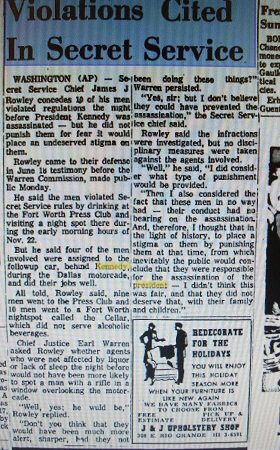 Violations Cited
In Secret Service
WASHINGTON (AP) — Se-
cret Service Chief James J
Rowley concedes 10 of his men
violated regulations the night
before President Kennedy was
assassinated — but he did not
punish them for fear it would
place an undeserved stigma on
them.
Rowley came to their defense
in June 18 testimony before the
Warren Commission, made pub-
lic Monday.
He said the men violated Se-
cret Service rules by drinking at
the Fort Worth Press Club and
visiting a night spot there dur-
ing the early morning hours of
Nov. 22.
But he said four of the men
involved were assigned to the
followup car, behind Kennedy,
during the Dallas motorcade,
and did their jobs well.
All told, Rowley said, nine
men went to the Press Club and
10 men went to a Fort Worth
nightspot called the Cellar,
which did not serve alcoholic
beverages.
Chief Justice Earl Warren
asked Rowley whether agents
who were not affected by liquor
or lack of sleep the night before
would not have been more likely
to spot a man with a rifle in a
window overlooking the motor-
cade.
"Well, yes; he would be,"
Rowley replied.
"Don't you think that they
would have been much more
alert, sharper, had they not
been doing these things?"
Warren persisted.
"Yes, sir; but I don't believe
they could have prevented the
assassination," the Secret Serv-
ice chief said.
Rowley said the infractions
were investigated, but no disci-
plinary measures were taken
against the agents involved.
"Well," he said, "I did consid-
er what type of punishment
would be provided.
"Then I also considered the
fact that these men in no way
had — their conduct had no
bearing on the assassination.
And, therefore, I thought that in
the light of history, to place a
stigma on them by punishing
them at that time, from which
inevitably the public would con-
clude that they were responsible
for the assassination of the
president — I didn't think this
was fair, and that they did not
deserve that, with their family
and children."
REDECORATE
FOR THE
HOLIDAYS
YOU WILL ENJOY
THIS HOLIDAY
SEASON MORE
WHEN YOUR FURNITURE IS
LIKE NEW AGAIN
WE HAVE MANY FABRICS
TO CHOOSE FROM
FREE ESTIMATE
PICK UP & DELIVERY
J & J UPHOLSTERY SHOP
308 E. RIO GRANDE